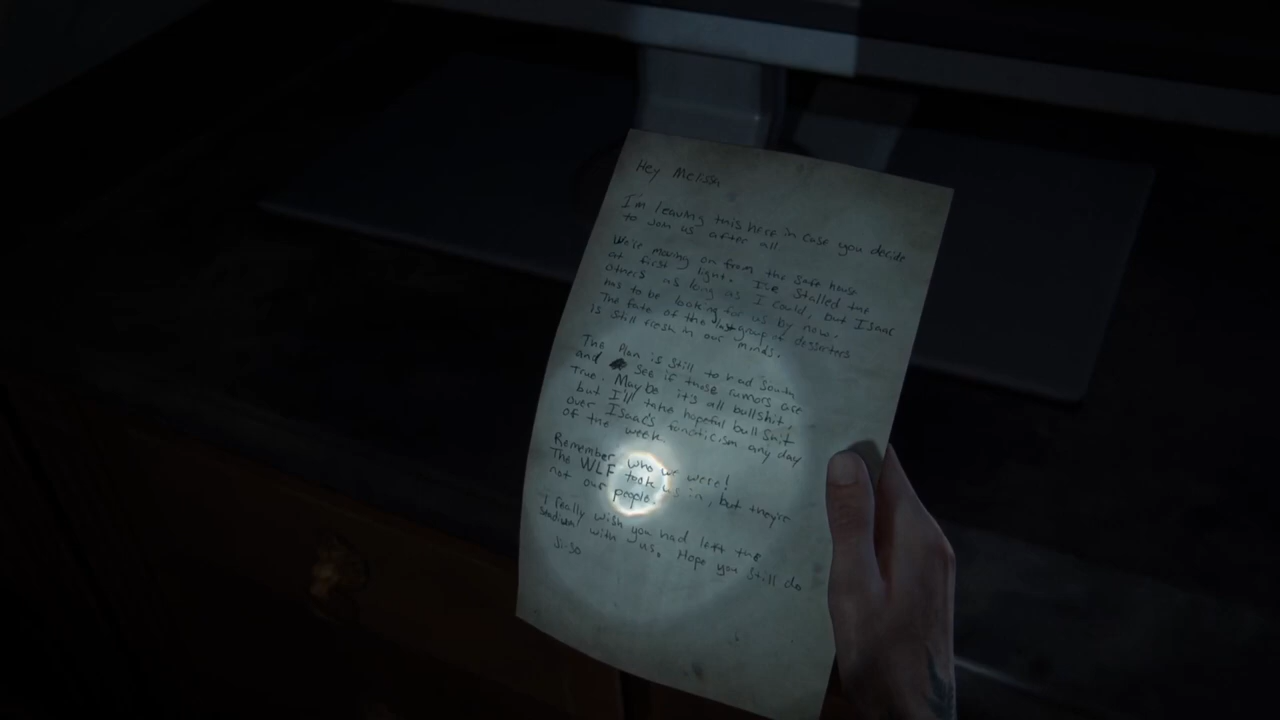 Hey Melissa
I'm leaving this here in case you decide
to join us after all
We're moving on from the safe house
at first light. I've stalled the
others as long as I could, but Isaac
has to be looking for us by now.
The fate of the last group of dessertees
is still fresh in our minds.
The plan is still to head south
and see if those rumors are
true. Maybe it's all bullshit,
but I'll take hopeful bullshit
over Isaac's fanaticism any day
of the week.
Remember who we were!
The WLF took us in, but they're
not our people.
I really wish you had left the
stadium with us. Hope you still do
Ji-So